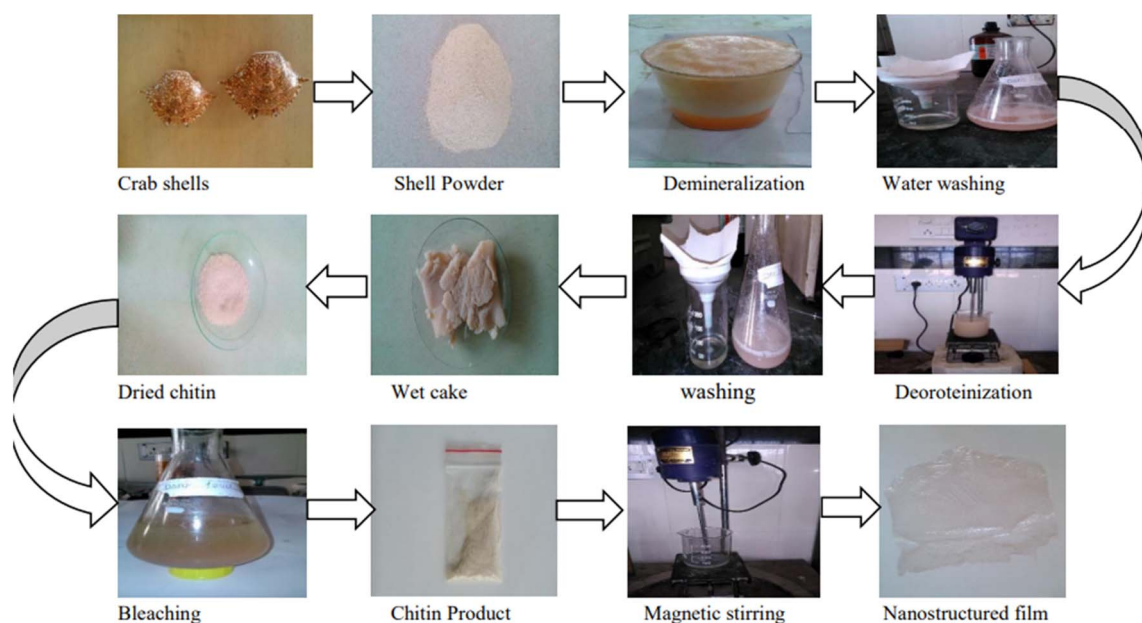 Crab shells
Shell Powder
Demineralization
Water washing
Deoroteinization
washing
Wet cake
Dried chitin
Bleaching
Chitin Product
Magnetic stirring
Nanostructured film